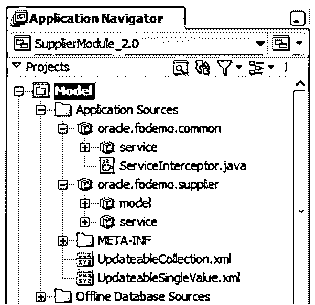 Application Navigator
SupplierModule_2.0
Projects
Model
Application Sources
oracle.fodemo.common
service
ServiceInterceptor.java
oracle.fodemo.supplier
model
service
META-INF
UpdateableCollection.xml
UpdateableSingleValue.xml
Offline Database Sources